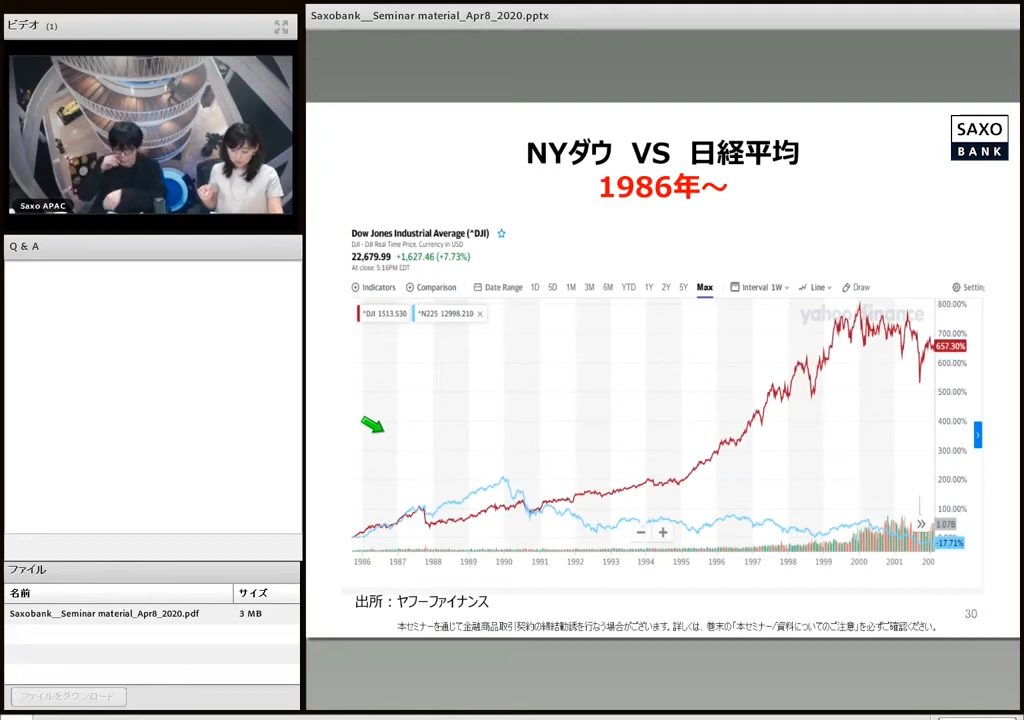 Saxobank__Seminar material_Apr8_2020.pptx
ビデオ (1)
Saxo APAC
Q & A
ファイル
名前 サイズ
Saxobank__Seminar material_Apr8_2020.pdf 3 MB
ファイルをダウンロード
SAXO
BANK
NYダウ VS 日経平均
1986年～
Dow Jones Industrial Average (^DJI)
DJI - DJI Real Time Price. Currency in USD
22,679.99 +1,627.46 (+7.73%)
At close: 5:16PM EDT
Indicators Comparison Date Range 1D 5D 1M 3M 6M YTD 1Y 2Y 5Y Max Interval 1W Line Draw Settin
^DJI 1513.530 ^N225 12998.210
yahoo! finance
800.00%
700.00%
657.30%
600.00%
500.00%
400.00%
300.00%
200.00%
100.00%
1.07B
-17.71%
1986 1987 1988 1989 1990 1991 1992 1993 1994 1995 1996 1997 1998 1999 2000 2001 200
出所：ヤフーファイナンス
30
本セミナーを通じて金融商品取引契約の締結勧誘を行なう場合がございます。詳しくは、巻末の「本セミナー/資料についてのご注意」を必ずご確認ください。